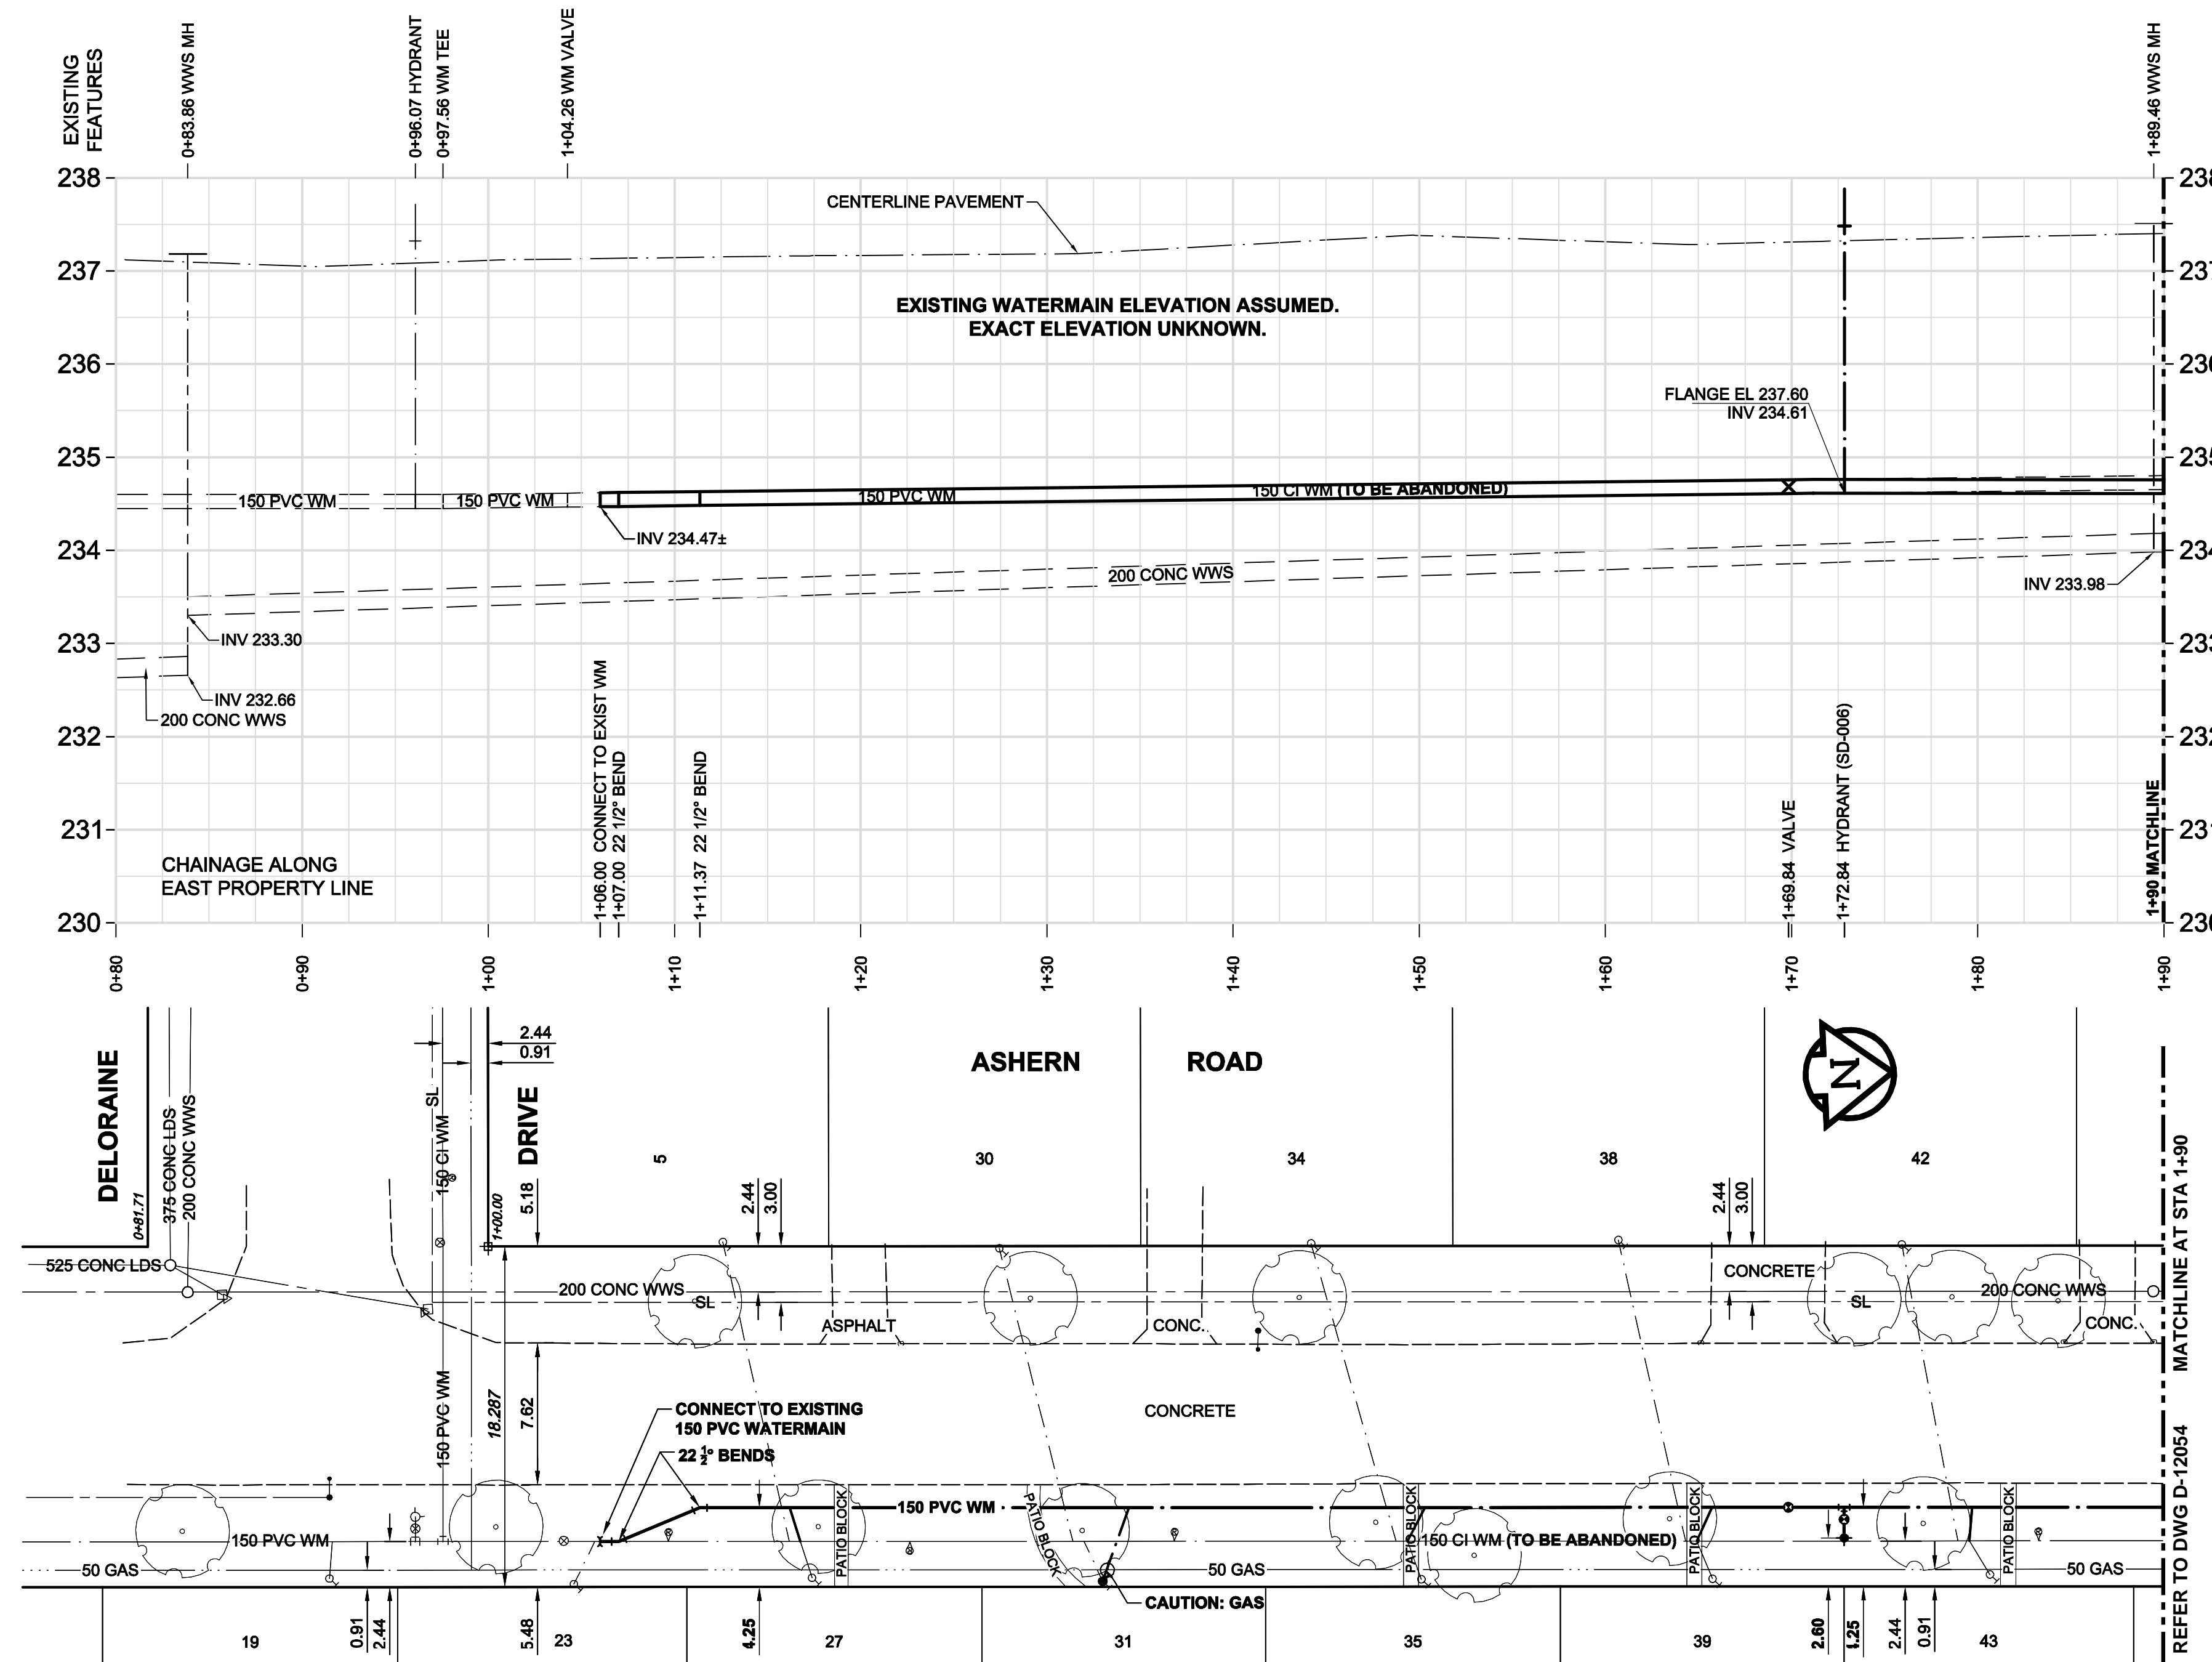 EXISTING
FEATURES
0+83.86 WWS MH
0+96.07 HYDRANT
0+97.56 WM TEE
1+04.26 WM VALVE
1+89.46 WWS MH
238
237
236
235
234
233
232
231
230
CENTERLINE PAVEMENT
EXISTING WATERMAIN ELEVATION ASSUMED.
EXACT ELEVATION UNKNOWN.
FLANGE EL 237.60
INV 234.61
150 PVC WM
150 PVC WM
150 PVC WM
150 CI WM (TO BE ABANDONED)
INV 234.47±
200 CONC WWS
INV 233.98
INV 233.30
INV 232.66
200 CONC WWS
1+06.00 CONNECT TO EXIST WM
1+07.00 22 1/2° BEND
1+11.37 22 1/2° BEND
1+69.84 VALVE
1+72.84 HYDRANT (SD-006)
1+90 MATCHLINE
CHAINAGE ALONG
EAST PROPERTY LINE
0+80
0+90
1+00
1+10
1+20
1+30
1+40
1+50
1+60
1+70
1+80
1+90
DELORAINE
DRIVE
ASHERN ROAD
N
0+81.71
375 CONC LDS
200 CONC WWS
SL
150 CI WM
2.44
0.91
1+00.00
5.18
5
30
34
38
42
2.44
3.00
2.44
3.00
525 CONC LDS
200 CONC WWS
SL
ASPHALT
CONC.
CONCRETE
SL
200 CONC WWS
CONC.
150 PVC WM
18.287
7.62
CONNECT TO EXISTING
150 PVC WATERMAIN
22 ½° BENDS
CONCRETE
150 PVC WM
150 PVC WM
PATIO BLOCK
PATIO BLOCK
PATIO BLOCK
PATIO BLOCK
PATIO BLOCK
150 CI WM (TO BE ABANDONED)
50 GAS
50 GAS
50 GAS
CAUTION: GAS
0.91
2.44
5.48
4.25
2.60
2.44
0.91
19
23
27
31
35
39
43
MATCHLINE AT STA 1+90
REFER TO DWG D-12054